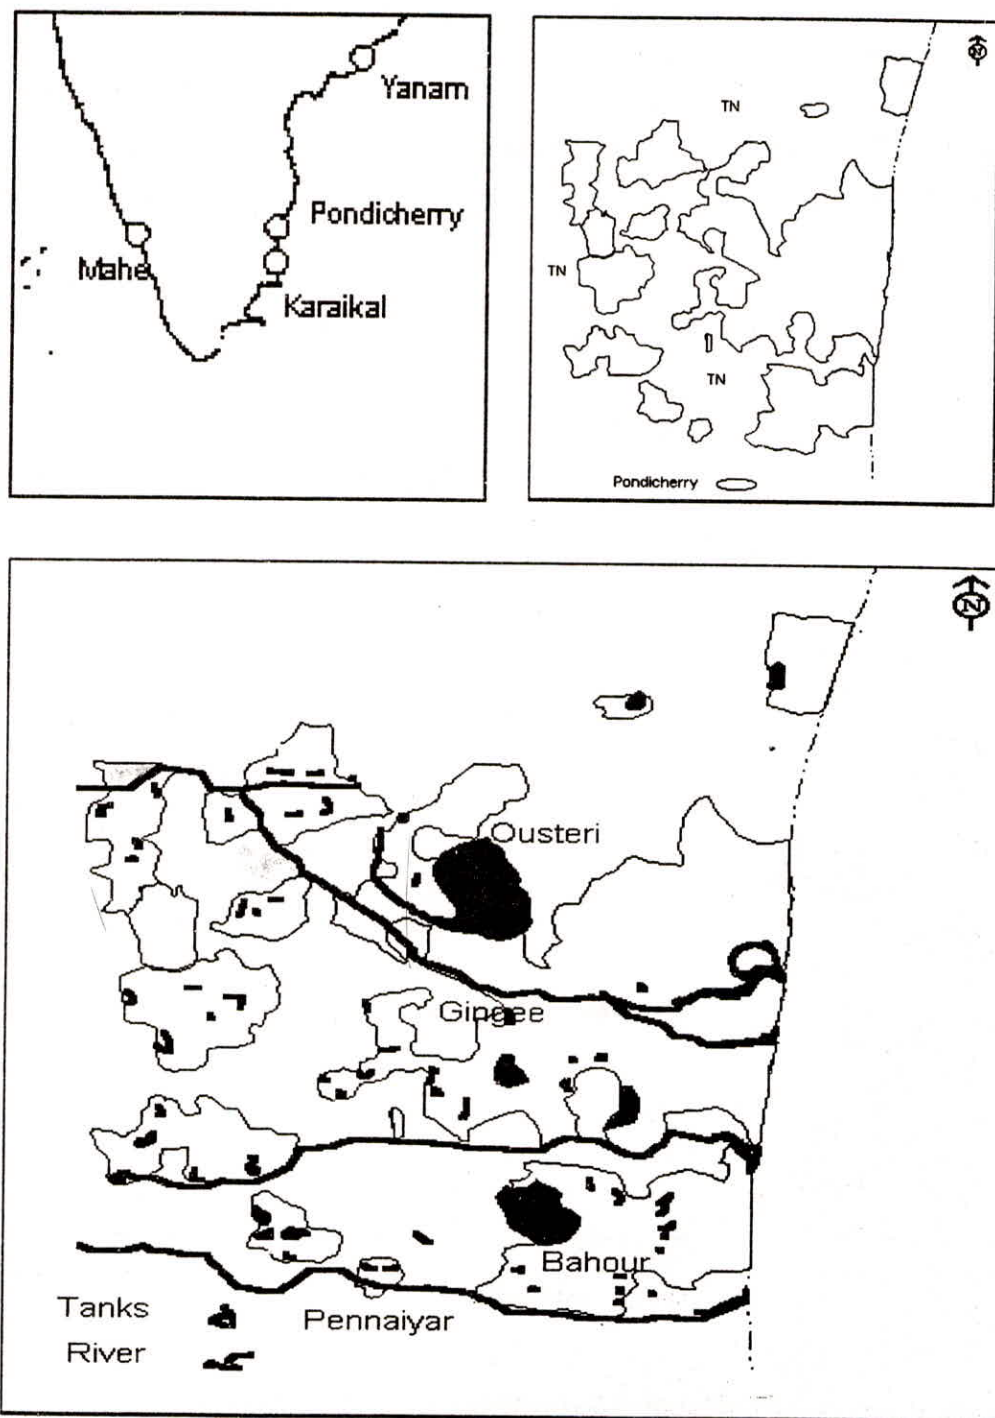 Yanam
Pondicherry
Mahe
Karaikal
N
TN
TN
TN
Pondicherry
N
Ousteri
Gingee
Bahour
Tanks
Pennaiyar
River